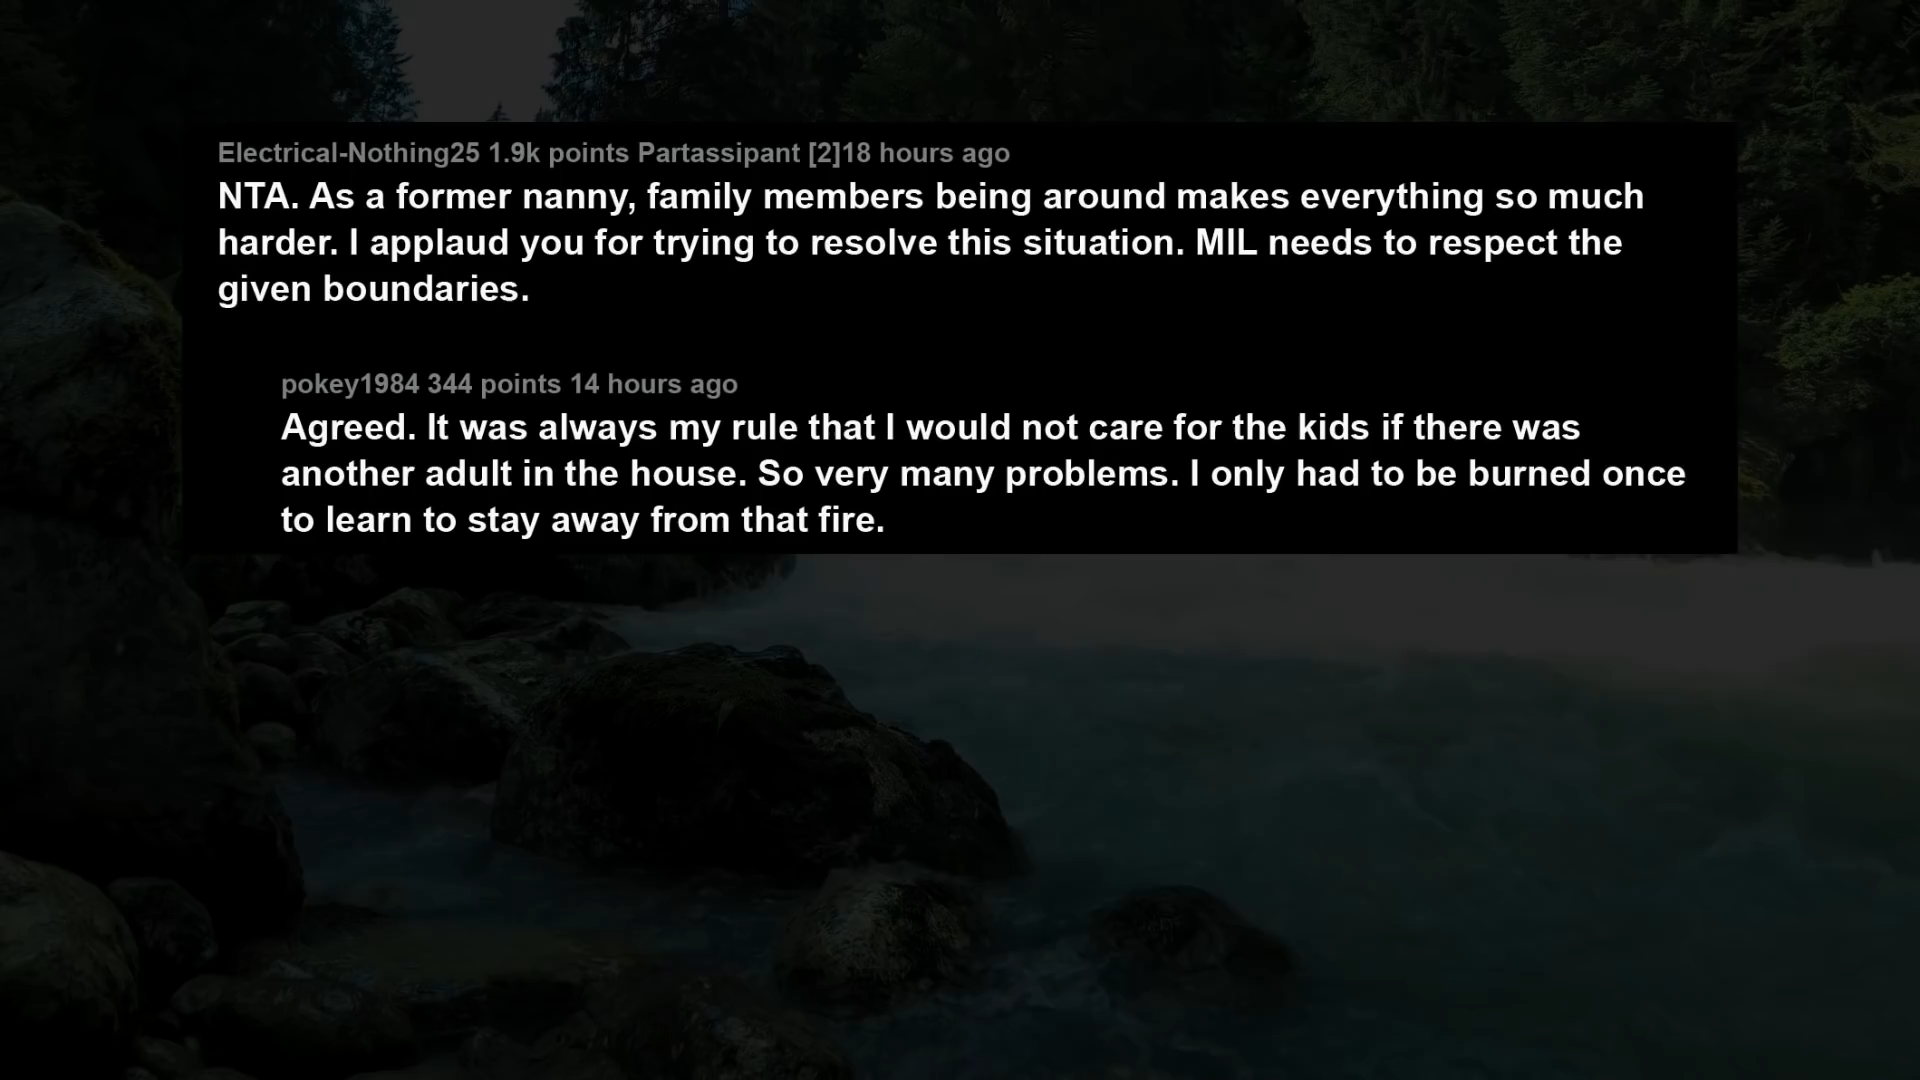 Electrical-Nothing25 1.9k points Partassipant [2]18 hours ago
NTA. As a former nanny, family members being around makes everything so much
harder. I applaud you for trying to resolve this situation. MIL needs to respect the
given boundaries.
pokey1984 344 points 14 hours ago
Agreed. It was always my rule that I would not care for the kids if there was
another adult in the house. So very many problems. I only had to be burned once
to learn to stay away from that fire.